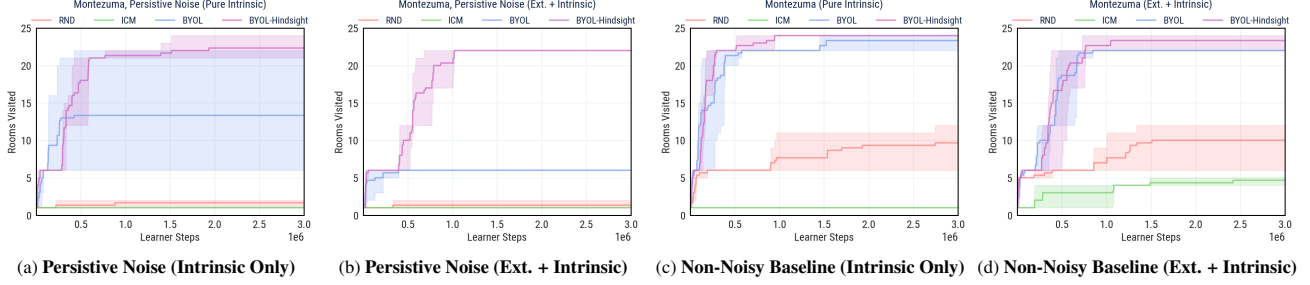 Montezuma, Persistive Noise (Pure Intrinsic)
RND ICM BYOL BYOL-Hindsight
Rooms Visited
25
20
15
10
5
0
0.5 1.0 1.5 2.0 2.5 3.0
Learner Steps 1e6
(a) Persistive Noise (Intrinsic Only)
Montezuma, Persistive Noise (Ext. + Intrinsic)
RND ICM BYOL BYOL-Hindsight
Rooms Visited
25
20
15
10
5
0
0.5 1.0 1.5 2.0 2.5 3.0
Learner Steps 1e6
(b) Persistive Noise (Ext. + Intrinsic)
Montezuma (Pure Intrinsic)
RND ICM BYOL BYOL-Hindsight
Rooms Visited
25
20
15
10
5
0
0.5 1.0 1.5 2.0 2.5 3.0
Learner Steps 1e6
(c) Non-Noisy Baseline (Intrinsic Only)
Montezuma (Ext. + Intrinsic)
RND ICM BYOL BYOL-Hindsight
Rooms Visited
25
20
15
10
5
0
0.5 1.0 1.5 2.0 2.5 3.0
Learner Steps 1e6
(d) Non-Noisy Baseline (Ext. + Intrinsic)